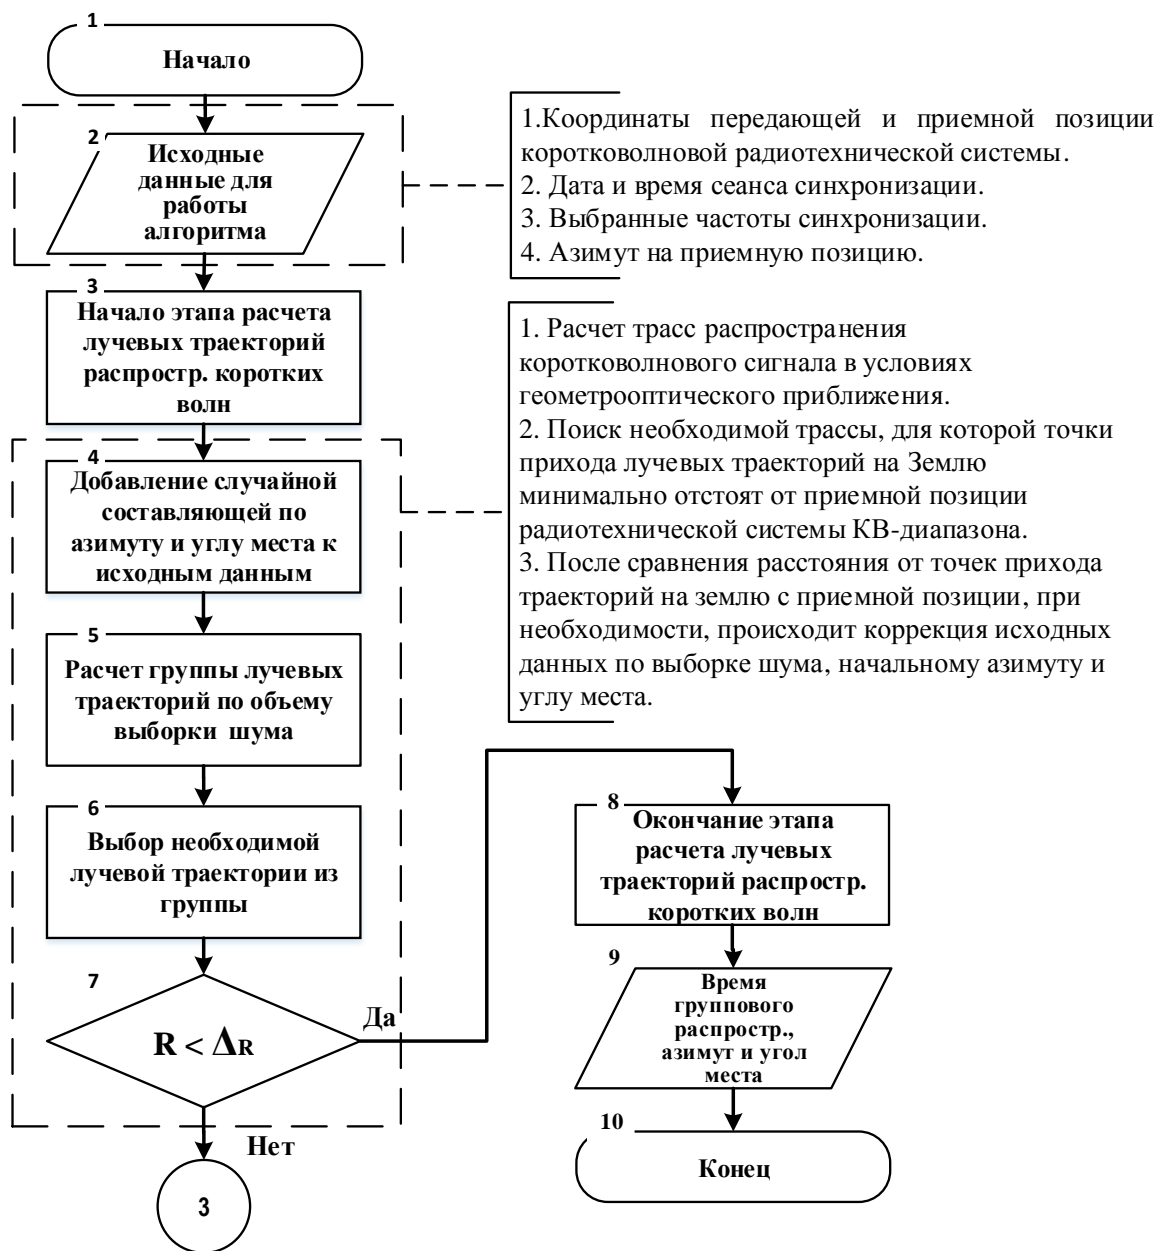 1
Начало
2
Исходные
данные для
работы
алгоритма
1.Координаты передающей и приемной позиции
коротковолновой радиотехнической системы.
2. Дата и время сеанса синхронизации.
3. Выбранные частоты синхронизации.
4. Азимут на приемную позицию.
3
Начало этапа расчета
лучевых траекторий
распростр. коротких
волн
1. Расчет трасс распространения
коротковолнового сигнала в условиях
геометрооптического приближения.
2. Поиск необходимой трассы, для которой точки
прихода лучевых траекторий на Землю
минимально отстоят от приемной позиции
радиотехнической системы КВ-диапазона.
3. После сравнения расстояния от точек прихода
траекторий на землю с приемной позиции, при
необходимости, происходит коррекция исходных
данных по выборке шума, начальному азимуту и
углу места.
4
Добавление случайной
составляющей по
азимуту и углу места к
исходным данным
5
Расчет группы лучевых
траекторий по объему
выборки шума
6
Выбор необходимой
лучевой траектории из
группы
7
R < ΔR
Да
Нет
3
8
Окончание этапа
расчета лучевых
траекторий распростр.
коротких волн
9
Время
группового
распростр.,
азимут и угол
места
10
Конец